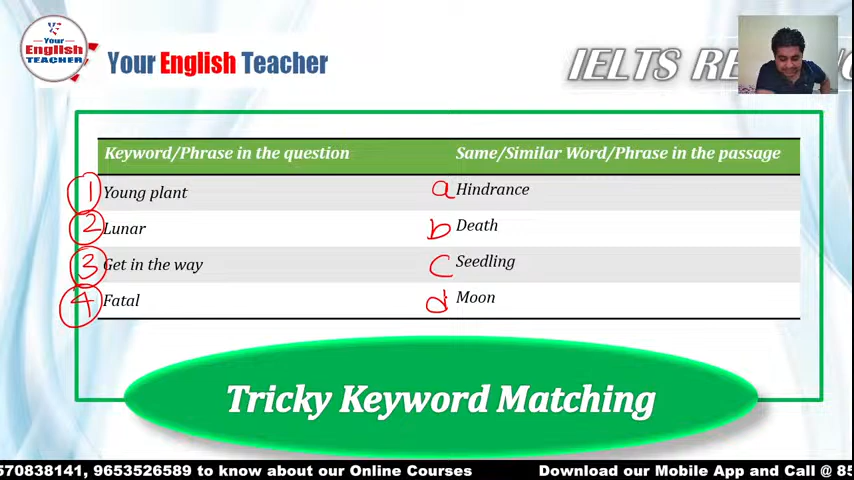 Your
English
TEACHER
Your English Teacher
IELTS RE
Keyword/Phrase in the question Same/Similar Word/Phrase in the passage
1 Young plant a Hindrance
2 Lunar b Death
3 Get in the way c Seedling
4 Fatal d Moon
Tricky Keyword Matching
570838141, 9653526589 to know about our Online Courses Download our Mobile App and Call @ 85